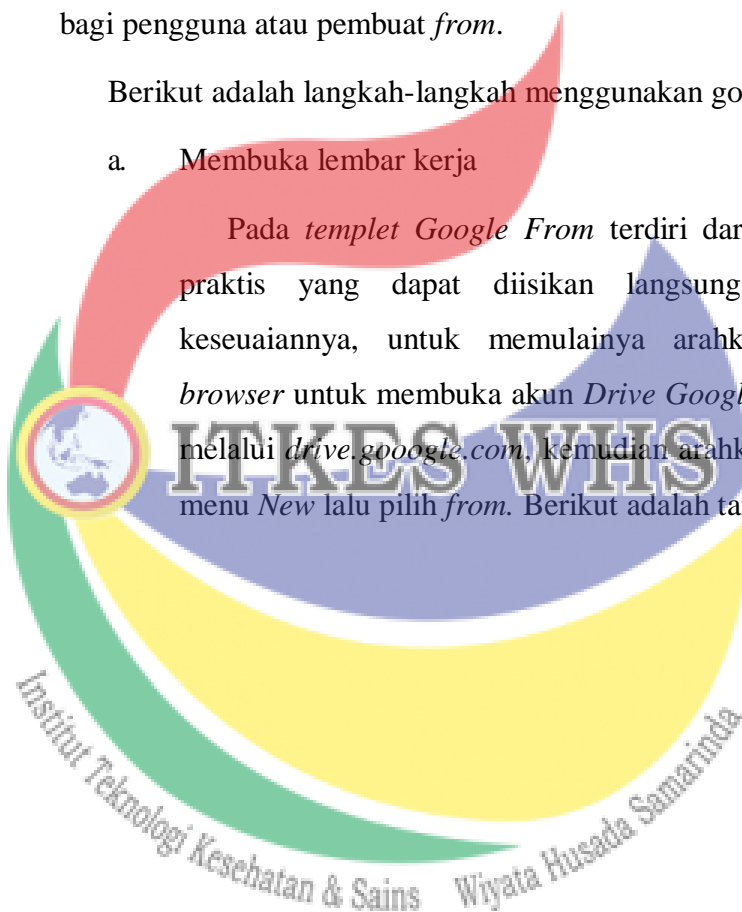 bagi pengguna atau pembuat from.
Berikut adalah langkah-langkah menggunakan go
a. Membuka lembar kerja
Pada templet Google From terdiri dar
praktis yang dapat diisikan langsung
keseuaiannya, untuk memulainya arahk
browser untuk membuka akun Drive Googl
melalui drive.gooogle.com, kemudian arahk
menu New lalu pilih from. Berikut adalah ta
ITKES WHS
Institut Teknologi Kesehatan & Sains Wiyata Husada Samarinda